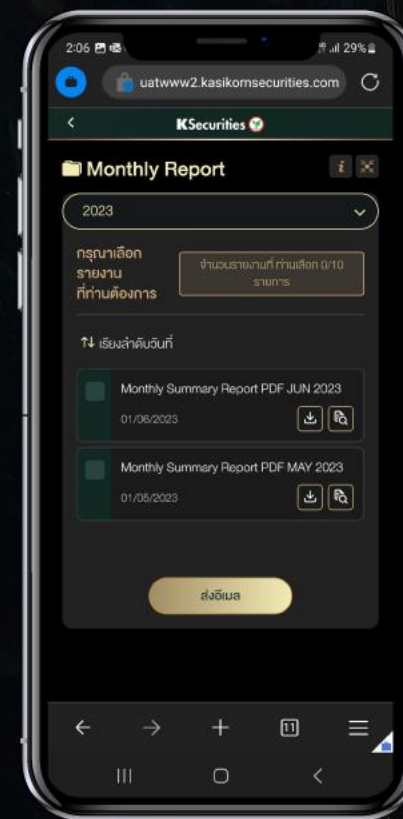 2:06
29%
uatwww2.kasikornsecurities.com
KSecurities
Monthly Report
2023
กรุณาเลือก
รายงาน
ที่ท่านต้องการ
จำนวนรายงานที่ท่านเลือก 0/10
รายการ
เรียงลำดับวันที่
Monthly Summary Report PDF JUN 2023
01/06/2023
Monthly Summary Report PDF MAY 2023
01/05/2023
ส่งอีเมล
11